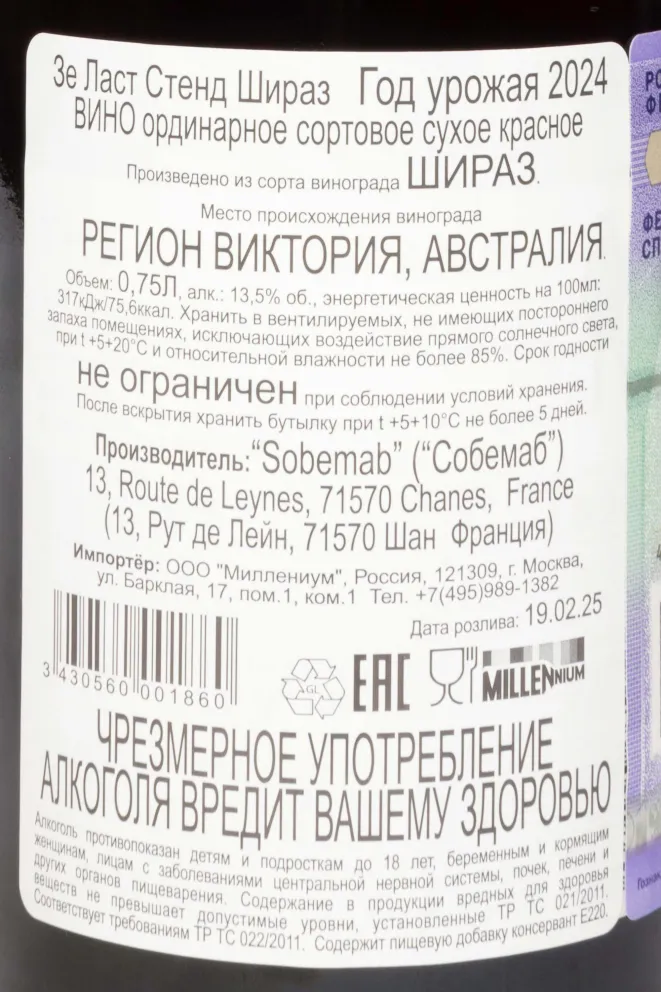 Зе Ласт Стенд Шираз Год урожая 2024
ВИНО ординарное сортовое сухое красное
Произведено из сорта винограда ШИРАЗ.
Место происхождения винограда
РЕГИОН ВИКТОРИЯ, АВСТРАЛИЯ.
Объем: 0,75Л, алк.: 13,5% об., энергетическая ценность на 100мл:
317кДж/75,6ккал. Хранить в вентилируемых, не имеющих постороннего
запаха помещениях, исключающих воздействие прямого солнечного света,
при t +5+20°C и относительной влажности не более 85%. Срок годности
не ограничен при соблюдении условий хранения.
После вскрытия хранить бутылку при t +5+10°C не более 5 дней.
Производитель: “Sobemab” (“Собемаб”)
13, Route de Leynes, 71570 Chanes, France
(13, Рут де Лейн, 71570 Шан Франция)
Импортёр: ООО "Миллениум", Россия, 121309, г. Москва,
ул. Барклая, 17, пом.1, ком.1 Тел. +7(495)989-1382
Дата розлива: 19.02.25
3 430560 001860
GL
EAC
MILLENNIUM
ЧРЕЗМЕРНОЕ УПОТРЕБЛЕНИЕ
АЛКОГОЛЯ ВРЕДИТ ВАШЕМУ ЗДОРОВЬЮ
Алкоголь противопоказан детям и подросткам до 18 лет, беременным и кормящим
женщинам, лицам с заболеваниями центральной нервной системы, почек, печени и
других органов пищеварения. Содержание в продукции вредных для здоровья
веществ не превышает допустимые уровни, установленные ТР ТС 021/2011.
Соответствует требованиям ТР ТС 022/2011. Содержит пищевую добавку консервант Е220.